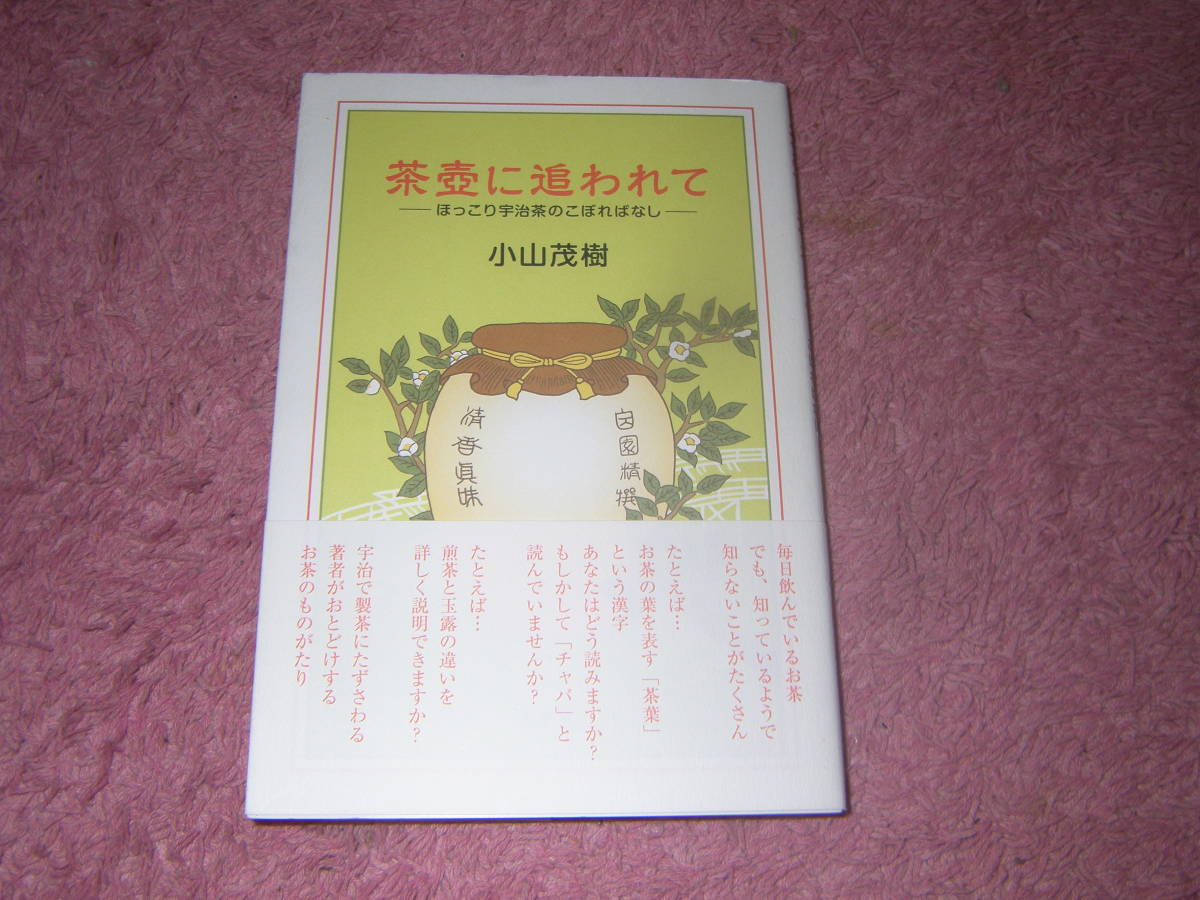 茶壺に追われて
ほっこり宇治茶のこぼればなし
小山茂樹
自園精撰
清香真味
毎日飲んでいるお茶
でも、知っているようで
知らないことがたくさん
たとえば…
お茶の葉を表す「茶葉」
という漢字
あなたはどう読みますか?
もしかして「チャバ」と
読んでいませんか?
たとえば…
煎茶と玉露の違いを
詳しく説明できますか?
宇治で製茶にたずさわる
著者がおとどけする
お茶のものがたり